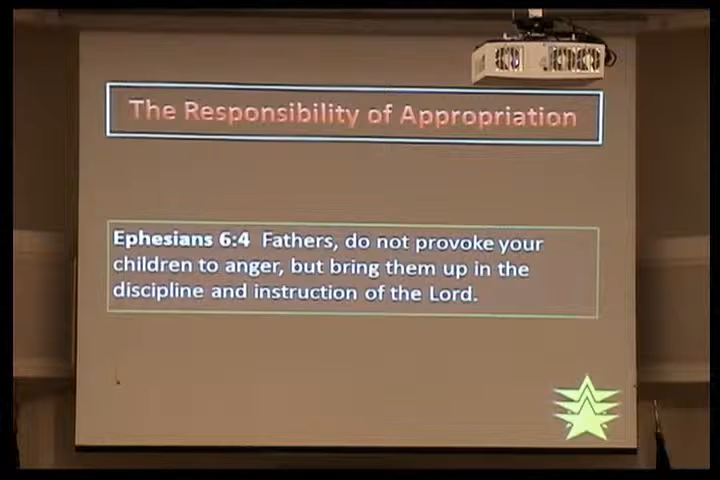 The Responsibility of Appropriation
Ephesians 6:4 Fathers, do not provoke your
children to anger, but bring them up in the
discipline and instruction of the Lord.